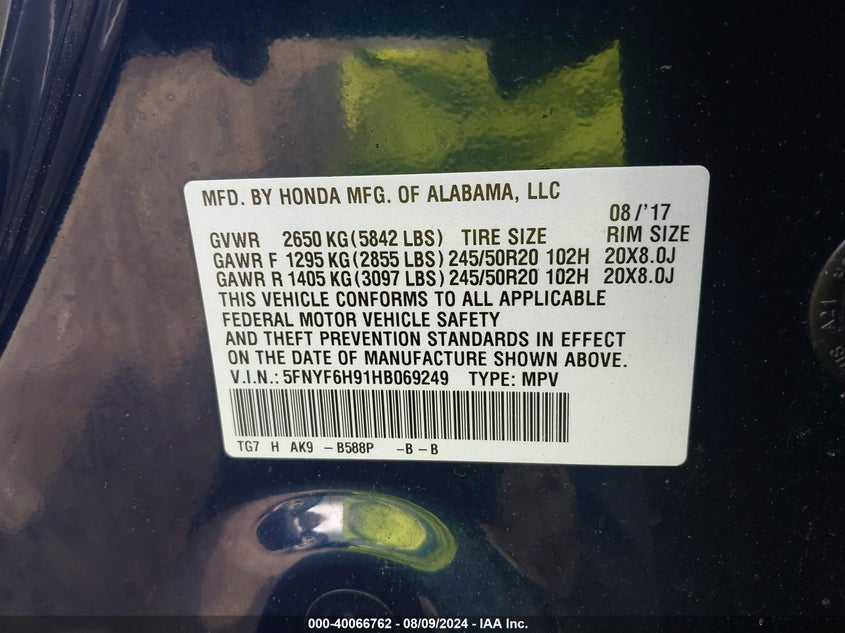 MFD. BY HONDA MFG. OF ALABAMA, LLC
08/'17
GVWR 2650 KG(5842 LBS) TIRE SIZE RIM SIZE
GAWR F 1295 KG(2855 LBS)245/50R20 102H 20X8.0J
GAWR R 1405 KG(3097 LBS)245/50R20 102H 20X8.0J
THIS VEHICLE CONFORMS TO ALL APPLICABLE
FEDERAL MOTOR VEHICLE SAFETY
AND THEFT PREVENTION STANDARDS IN EFFECT
ON THE DATE OF MANUFACTURE SHOWN ABOVE.
V.I.N.: 5FNYF6H91HB069249 TYPE: MPV
TG7 H AK9 -B588P -B-B
A21
000-40066762 - 08/09/2024 - IAA Inc.